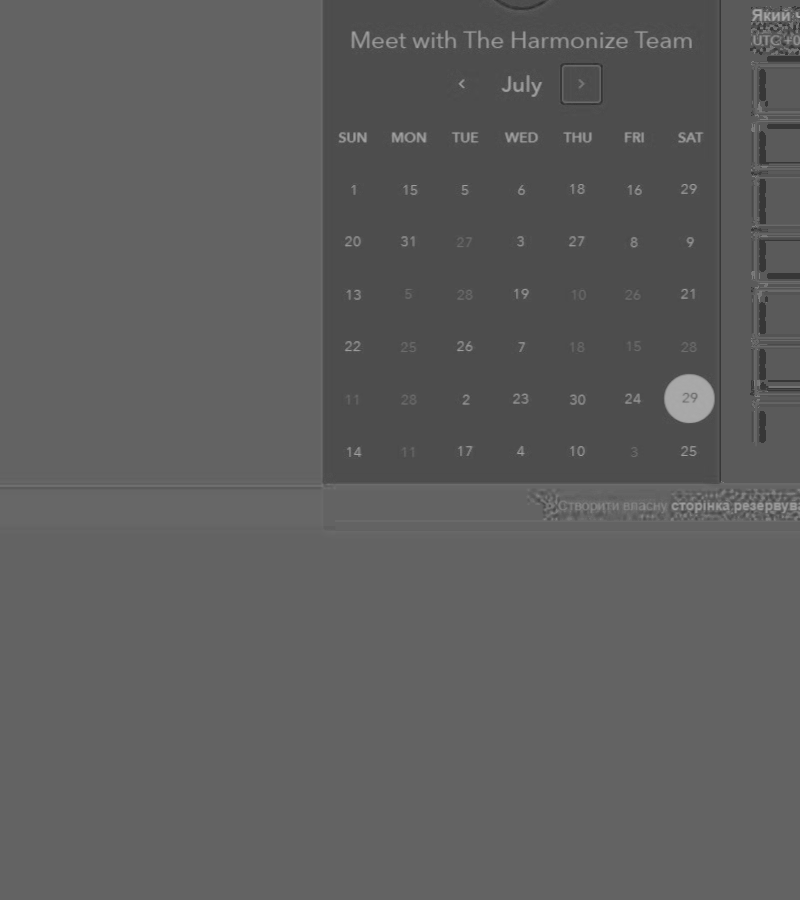 Meet with The Harmonize Team
‹ July ›
SUN MON TUE WED THU FRI SAT
1 15 5 6 18 16 29
20 31 27 3 27 8 9
13 5 28 19 10 26 21
22 25 26 7 18 15 28
11 28 2 23 30 24 29
14 11 17 4 10 3 25
Який
UTC +0
Створити власну сторінка резервува